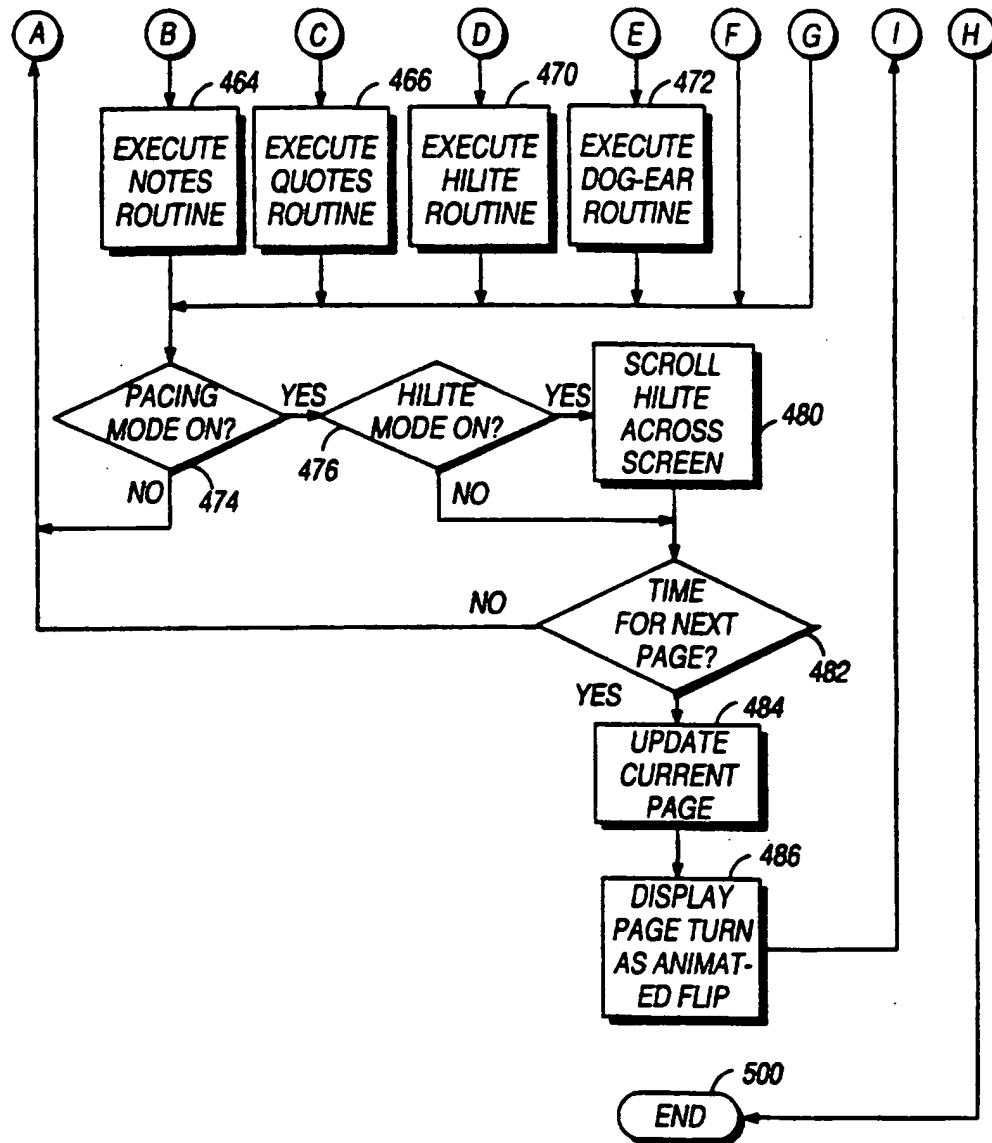 A B C D E F G I H
464 466 470 472
EXECUTE
NOTES
ROUTINE
EXECUTE
QUOTES
ROUTINE
EXECUTE
HILITE
ROUTINE
EXECUTE
DOG-EAR
ROUTINE
PACING
MODE ON?
YES
NO
474
HILITE
MODE ON?
YES
476
NO
SCROLL
HILITE
ACROSS
SCREEN
480
TIME
FOR NEXT
PAGE?
NO
482
YES
484
UPDATE
CURRENT
PAGE
486
DISPLAY
PAGE TURN
AS ANIMAT-
ED FLIP
500
END